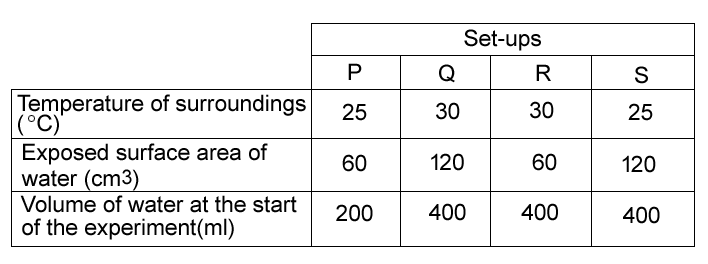 Set-ups
P Q R S
Temperature of surroundings
(°C) 25 30 30 25
Exposed surface area of
water (cm3) 60 120 60 120
Volume of water at the start
of the experiment(ml) 200 400 400 400